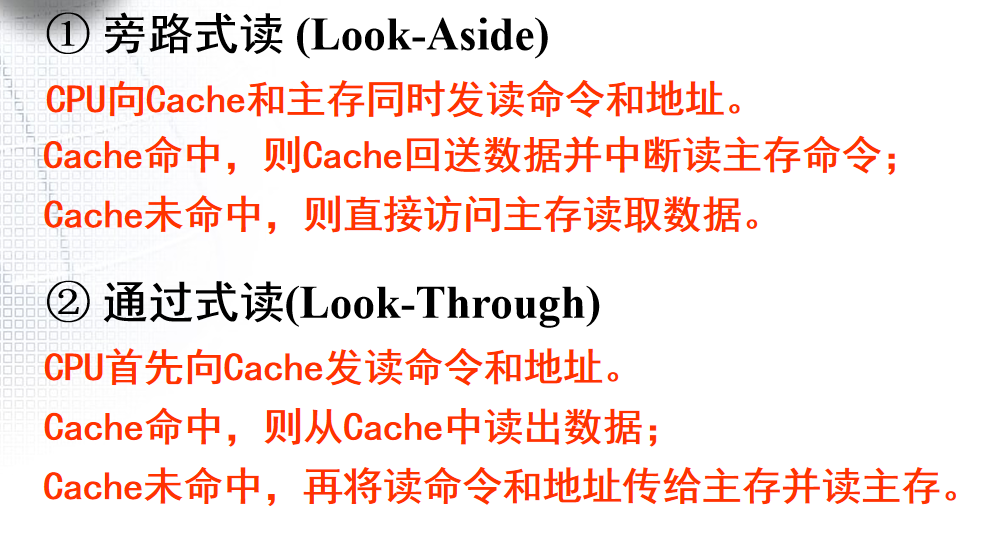 ① 旁路式读 (Look-Aside)
CPU向Cache和主存同时发读命令和地址。
Cache命中，则Cache回送数据并中断读主存命令；
Cache未命中，则直接访问主存读取数据。
② 通过式读(Look-Through)
CPU首先向Cache发读命令和地址。
Cache命中，则从Cache中读出数据；
Cache未命中，再将读命令和地址传给主存并读主存。